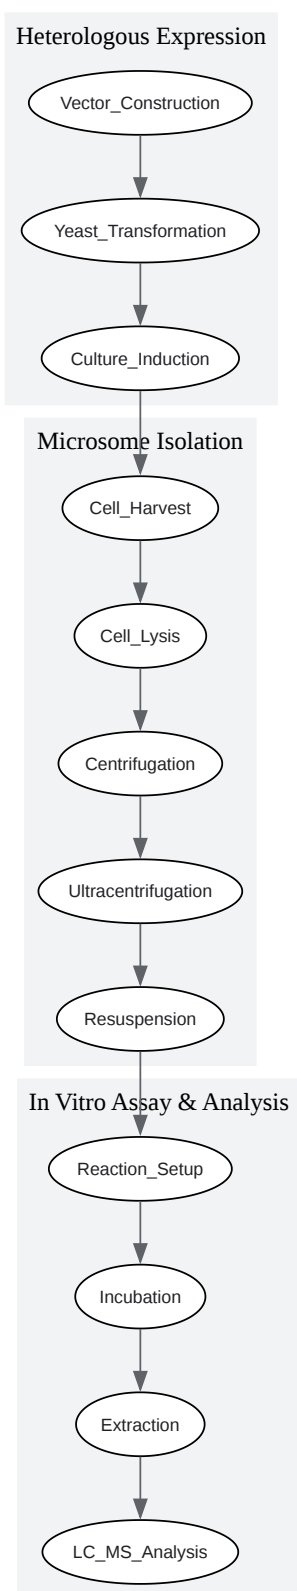 Heterologous Expression
Vector_Construction
Yeast_Transformation
Culture_Induction
Microsome Isolation
Cell_Harvest
Cell_Lysis
Centrifugation
Ultracentrifugation
Resuspension
In Vitro Assay & Analysis
Reaction_Setup
Incubation
Extraction
LC_MS_Analysis